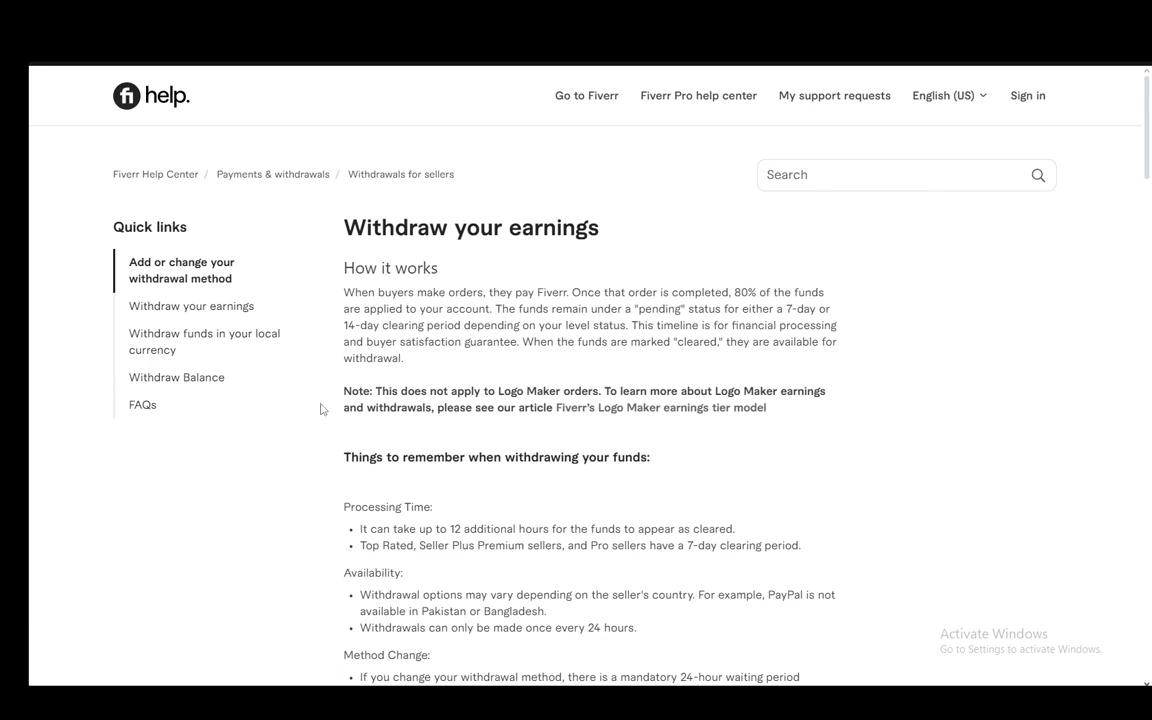 fi help.
Go to Fiverr Fiverr Pro help center My support requests English (US) Sign in
Fiverr Help Center / Payments & withdrawals / Withdrawals for sellers
Search
Quick links
Add or change your
withdrawal method
Withdraw your earnings
Withdraw funds in your local
currency
Withdraw Balance
FAQs
Withdraw your earnings
How it works
When buyers make orders, they pay Fiverr. Once that order is completed, 80% of the funds
are applied to your account. The funds remain under a "pending" status for either a 7-day or
14-day clearing period depending on your level status. This timeline is for financial processing
and buyer satisfaction guarantee. When the funds are marked "cleared," they are available for
withdrawal.
Note: This does not apply to Logo Maker orders. To learn more about Logo Maker earnings
and withdrawals, please see our article Fiverr’s Logo Maker earnings tier model
Things to remember when withdrawing your funds:
Processing Time:
• It can take up to 12 additional hours for the funds to appear as cleared.
• Top Rated, Seller Plus Premium sellers, and Pro sellers have a 7-day clearing period.
Availability:
• Withdrawal options may vary depending on the seller's country. For example, PayPal is not
available in Pakistan or Bangladesh.
• Withdrawals can only be made once every 24 hours.
Method Change:
• If you change your withdrawal method, there is a mandatory 24-hour waiting period
Activate Windows
Go to Settings to activate Windows.